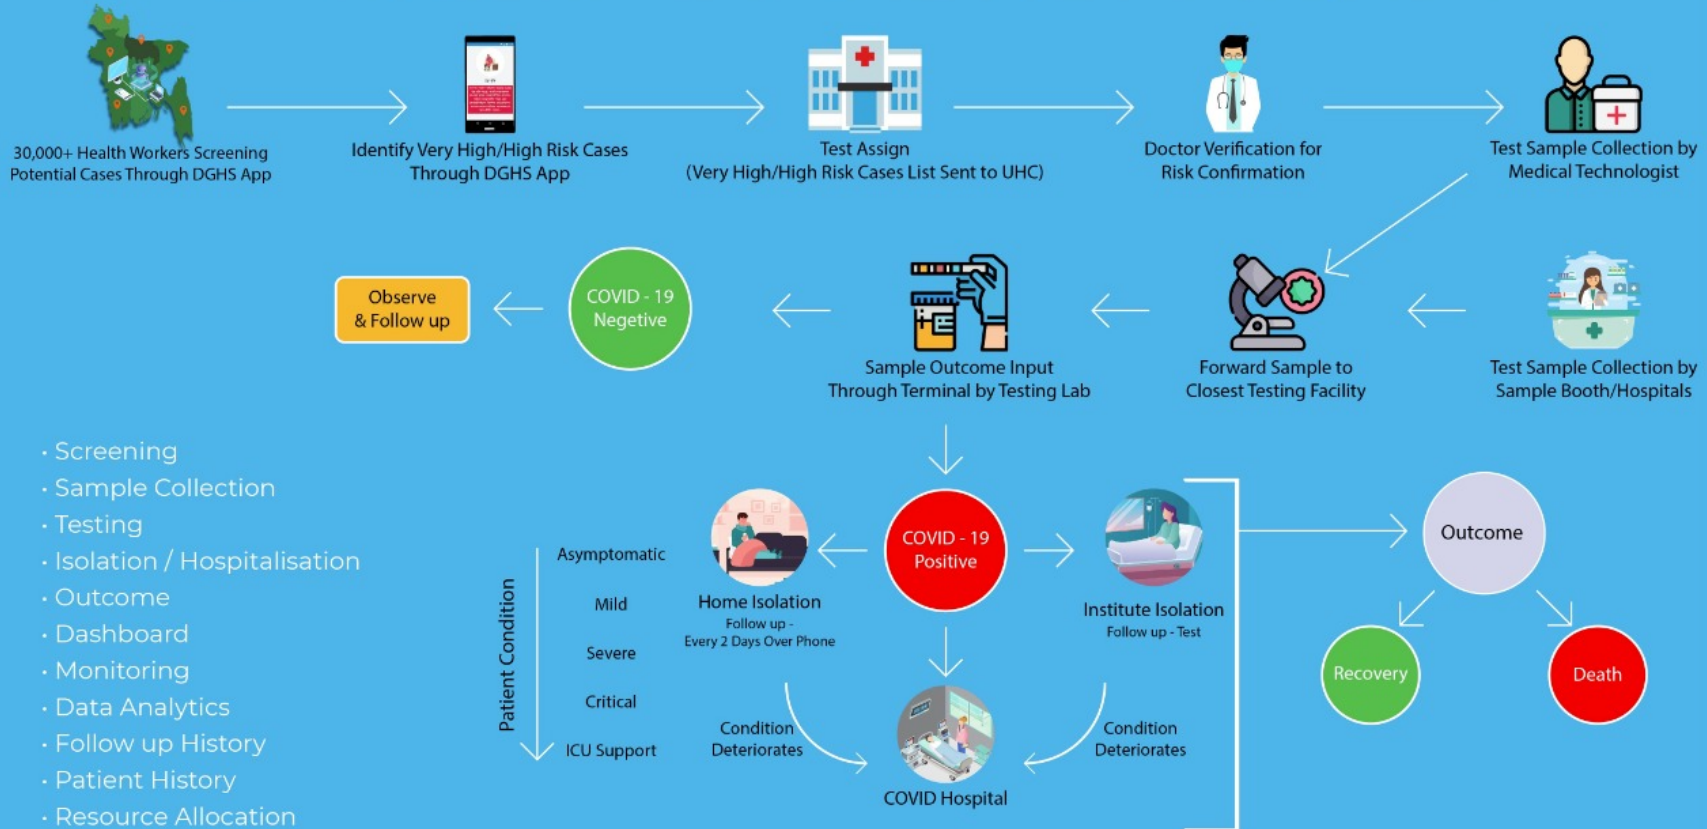 30,000+ Health Workers Screening
Potential Cases Through DGHS App
Identify Very High/High Risk Cases
Through DGHS App
Test Assign
(Very High/High Risk Cases List Sent to UHC)
Doctor Verification for
Risk Confirmation
Test Sample Collection by
Medical Technologist
Observe
& Follow up
COVID - 19
Negetive
Sample Outcome Input
Through Terminal by Testing Lab
Forward Sample to
Closest Testing Facility
Test Sample Collection by
Sample Booth/Hospitals
· Screening
· Sample Collection
· Testing
· Isolation / Hospitalisation
· Outcome
· Dashboard
· Monitoring
· Data Analytics
· Follow up History
· Patient History
· Resource Allocation
Patient Condition
Asymptomatic
Mild
Severe
Critical
ICU Support
Home Isolation
Follow up -
Every 2 Days Over Phone
COVID - 19
Positive
Institute Isolation
Follow up - Test
Condition
Deteriorates
Condition
Deteriorates
COVID Hospital
Outcome
Recovery
Death